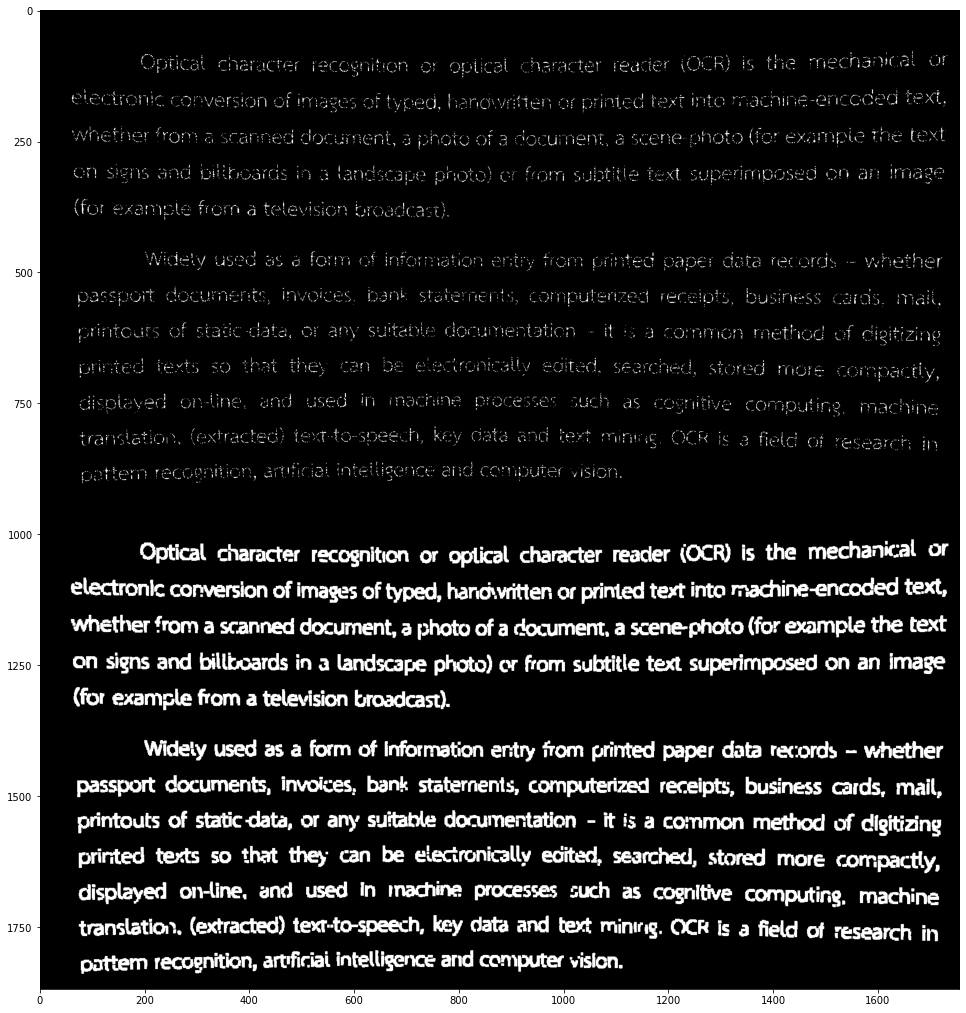 0
250
500
750
1000
1250
1500
1750
Optical character recognition or optical character reader (OCR) is the mechanical or
electronic conversion of images of typed, handwritten or printed text into machine-encoded text,
whether from a scanned document, a photo of a document, a scene-photo (for example the text
on signs and billboards in a landscape photo) or from subtitle text superimposed on an image
(for example from a television broadcast).
Widely used as a form of information entry from printed paper data records – whether
passport documents, invoices, bank statements, computerized receipts, business cards, mail,
printouts of static-data, or any suitable documentation – it is a common method of digitizing
printed texts so that they can be electronically edited, searched, stored more compactly,
displayed on-line, and used in machine processes such as cognitive computing, machine
translation, (extracted) text-to-speech, key data and text mining. OCR is a field of research in
pattern recognition, artificial intelligence and computer vision.
Optical character recognition or optical character reader (OCR) is the mechanical or
electronic conversion of images of typed, handwritten or printed text into machine-encoded text,
whether from a scanned document, a photo of a document, a scene-photo (for example the text
on signs and billboards in a landscape photo) or from subtitle text superimposed on an image
(for example from a television broadcast).
Widely used as a form of information entry from printed paper data records – whether
passport documents, invoices, bank statements, computerized receipts, business cards, mail,
printouts of static-data, or any suitable documentation – it is a common method of digitizing
printed texts so that they can be electronically edited, searched, stored more compactly,
displayed on-line, and used in machine processes such as cognitive computing, machine
translation, (extracted) text-to-speech, key data and text mining. OCR is a field of research in
pattern recognition, artificial intelligence and computer vision.
0 200 400 600 800 1000 1200 1400 1600